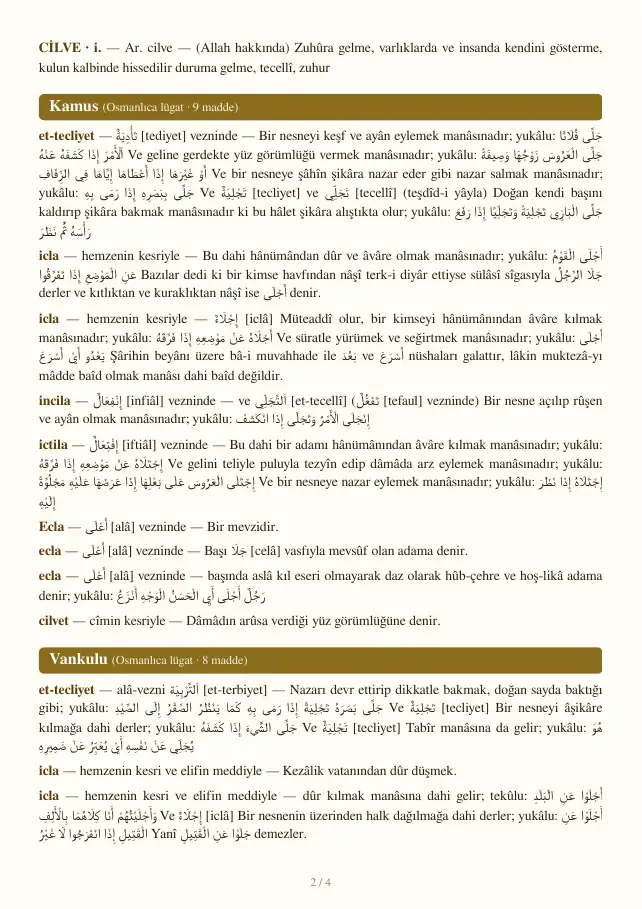 CİLVE · i. — Ar. cilve — (Allah hakkında) Zuhûra gelme, varlıklarda ve insanda kendini gösterme,
kulun kalbinde hissedilir duruma gelme, tecellî, zuhur
Kamus (Osmanlıca lügat · 9 madde)
et-tecliyet — تَأْدِيَةٌ [tediyet] vezninde — Bir nesneyi keşf ve ayân eylemek manâsınadır; yukâlu: جَلَّى فُلَانًا
اَلْأَمْرَ إِذَا كَشَفَهُ عَنْهُ Ve geline gerdekte yüz görümlüğü vermek manâsınadır; yukâlu: جَلَّى الْعَرُوسَ زَوْجُهَا وَصِيفَةً
أَوْ غَيْرَهَا إِذَا أَعْطَاهَا إِيَّاهَا فِي الزِّفَافِ Ve bir nesneye şâhîn şikâra nazar eder gibi nazar salmak manâsınadır;
yukâlu: جَلَّى بِبَصَرِهِ إِذَا رَمَى بِهِ Ve تَجْلِيَةٌ [tecliyet] ve تَجَلِّي [tecellî] (teşdîd-i yâyla) Doğan kendi başını
kaldırıp şikâra bakmak manâsınadır ki bu hâlet şikâra alıştıkta olur; yukâlu: جَلَّى الْبَازِي تَجْلِيَةً وَتَجَلِّيًا إِذَا رَفَعَ
رَأْسَهُ ثُمَّ نَظَرَ
icla — hemzenin kesriyle — Bu dahi hânümândan dûr ve âvâre olmak manâsınadır; yukâlu: أَجْلَى الْقَوْمُ
عَنِ الْمَوْضِعِ إِذَا تَفَرَّقُوا Bazılar dedi ki bir kimse havfından nâşî terk-i diyâr ettiyse sülâsî sîgasıyla جَلَا الرَّجُلُ
derler ve kıtlıktan ve kuraklıktan nâşî ise أَجْلَى denir.
icla — hemzenin kesriyle — إِجْلَاءٌ [iclâ] Müteaddî olur, bir kimseyi hânümânından âvâre kılmak
manâsınadır; yukâlu: أَجْلَاهُ عَنْ مَوْضِعِهِ إِذَا فَرَّقَهُ Ve süratle yürümek ve seğirtmek manâsınadır; yukâlu: أَجْلَى
يَعْدُو أَيْ أَسْرَعَ Şârihin beyânı üzere bâ-i muvahhade ile بَعُدَ ve أَسْرَعَ nüshaları galattır, lâkin muktezâ-yı
mâdde baîd olmak manâsı dahi baîd değildir.
incila — إِنْفِعَالٌ [infiâl] vezninde — ve اَلتَّجَلِّي [et-tecellî] (تَفَعُّلٌ [tefaul] vezninde) Bir nesne açılıp rûşen
ve ayân olmak manâsınadır; yukâlu: إِنْجَلَى الْأَمْرُ وَتَجَلَّى إِذَا انْكَشَفَ
ictila — إِفْتِعَالٌ [iftiâl] vezninde — Bu dahi bir adamı hânümânından âvâre kılmak manâsınadır; yukâlu:
إِجْتَلَاهُ عَنْ مَوْضِعِهِ إِذَا فَرَّقَهُ Ve gelini teliyle puluyla tezyîn edip dâmâda arz eylemek manâsınadır; yukâlu:
إِجْتَلَى الْعَرُوسَ عَلَى بَعْلِهَا إِذَا عَرَضَهَا عَلَيْهِ مَجْلُوَّةً Ve bir nesneye nazar eylemek manâsınadır; yukâlu: إِجْتَلَاهُ إِذَا نَظَرَ
إِلَيْهِ
Ecla — أَعْلَى [alâ] vezninde — Bir mevzidir.
ecla — أَعْلَى [alâ] vezninde — Başı جَلَا [celâ] vasfıyla mevsûf olan adama denir.
ecla — أَعْلَى [alâ] vezninde — başında aslâ kıl eseri olmayarak daz olarak hûb-çehre ve hoş-likâ adama
denir; yukâlu: رَجُلٌ أَجْلَى أَيِ الْحَسَنُ الْوَجْهِ أَنْزَعُ
cilvet — cîmin kesriyle — Dâmâdın arûsa verdiği yüz görümlüğüne denir.
Vankulu (Osmanlıca lügat · 8 madde)
et-tecliyet — alâ-vezni اَلتَّرْبِيَة [et-terbiyet] — Nazarı devr ettirip dikkatle bakmak, doğan sayda baktığı
gibi; yukâlu: جَلَّى بَصَرَهُ تَجْلِيَةً إِذَا رَمَى بِهِ كَمَا يَنْظُرُ الصَّقْرُ إِلَى الصَّيْدِ Ve تَجْلِيَةٌ [tecliyet] Bir nesneyi âşikâre
kılmağa dahi derler; yukâlu: جَلَّى الشَّيْءَ إِذَا كَشَفَهُ Ve تَجْلِيَةٌ [tecliyet] Tabîr manâsına da gelir; yukâlu: هُوَ
يُجَلِّي عَنْ نَفْسِهِ أَيْ يُعَبِّرُ عَنْ ضَمِيرِهِ
icla — hemzenin kesri ve elifin meddiyle — Kezâlik vatanından dûr düşmek.
icla — hemzenin kesri ve elifin meddiyle — dûr kılmak manâsına dahi gelir; tekûlu: أَجْلَوْا عَنِ الْبَلَدِ
وَأَجْلَيْتُهُمْ أَنَا كِلَاهُمَا بِالْأَلِفِ Ve إِجْلَاءٌ [iclâ] Bir nesnenin üzerinden halk dağılmağa dahi derler; yukâlu: أَجْلَوْا عَنِ
الْقَتِيلِ إِذَا انْفَرَجُوا لَا غَيْرُ Yanî جَلَوْا عَنِ الْقَتِيلِ demezler.
2 / 4